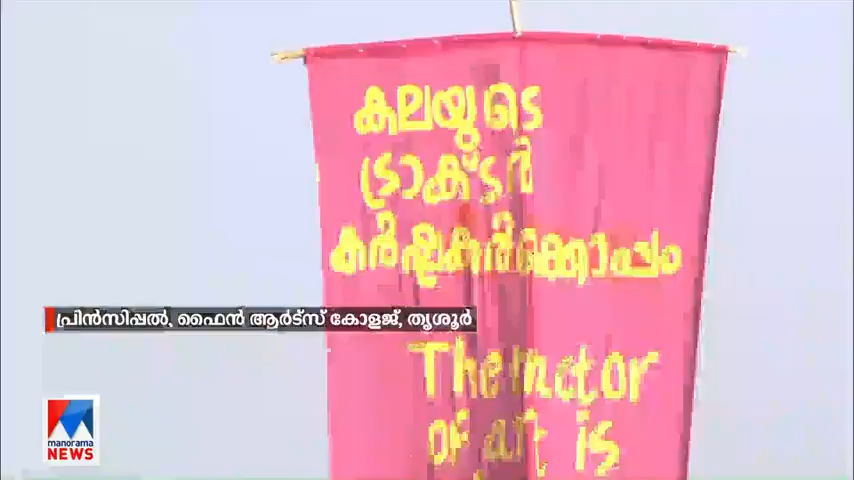 കലയുടെ
ട്രാക്ടർ
കർഷകർക്കൊപ്പം
പ്രിൻസിപ്പൽ, ഫൈൻ ആർട്സ് കോളജ്, തൃശൂർ
The
of art is
manorama
NEWS